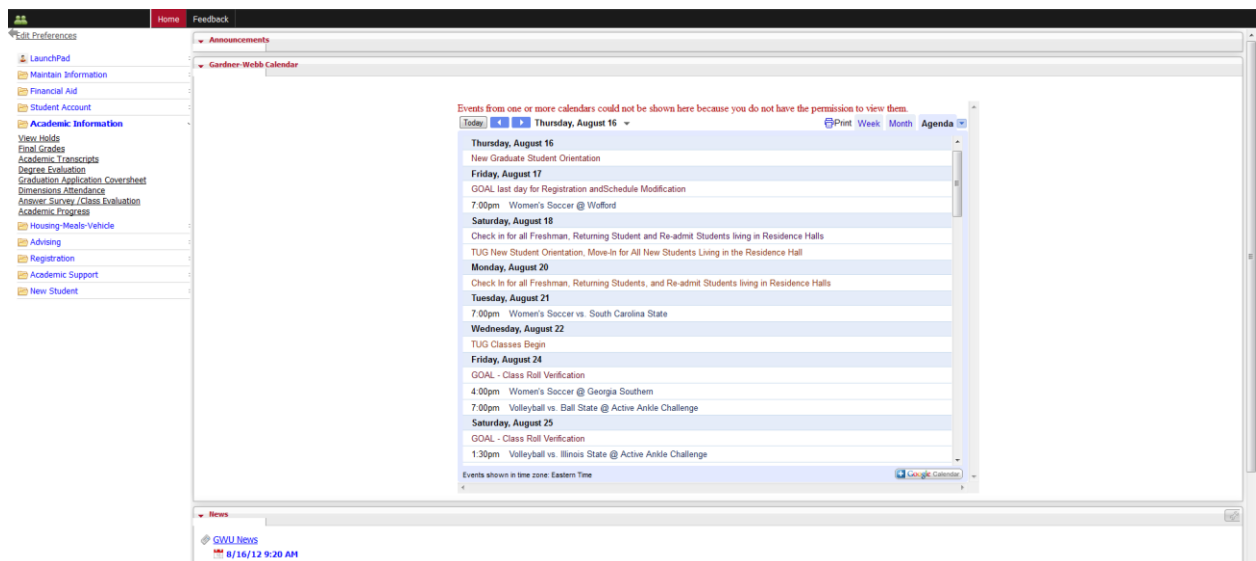 Home Feedback
Edit Preferences
LaunchPad
Maintain Information
Financial Aid
Student Account
Academic Information
View Holds
Final Grades
Academic Transcripts
Degree Evaluation
Graduation Application Coversheet
Dimensions Attendance
Answer Survey /Class Evaluation
Academic Progress
Housing-Meals-Vehicle
Advising
Registration
Academic Support
New Student
Announcements
Gardner-Webb Calendar
Events from one or more calendars could not be shown here because you do not have the permission to view them.
Today Thursday, August 16 Print Week Month Agenda
Thursday, August 16
New Graduate Student Orientation
Friday, August 17
GOAL last day for Registration andSchedule Modification
7:00pm Women's Soccer @ Wofford
Saturday, August 18
Check in for all Freshman, Returning Student and Re-admit Students living in Residence Halls
TUG New Student Orientation, Move-In for All New Students Living in the Residence Hall
Monday, August 20
Check In for all Freshman, Returning Students, and Re-admit Students living in Residence Halls
Tuesday, August 21
7:00pm Women's Soccer vs. South Carolina State
Wednesday, August 22
TUG Classes Begin
Friday, August 24
GOAL - Class Roll Verification
4:00pm Women's Soccer @ Georgia Southern
7:00pm Volleyball vs. Ball State @ Active Ankle Challenge
Saturday, August 25
GOAL - Class Roll Verification
1:30pm Volleyball vs. Illinois State @ Active Ankle Challenge
Events shown in time zone: Eastern Time
Google Calendar
News
GWU News
8/16/12 9:20 AM